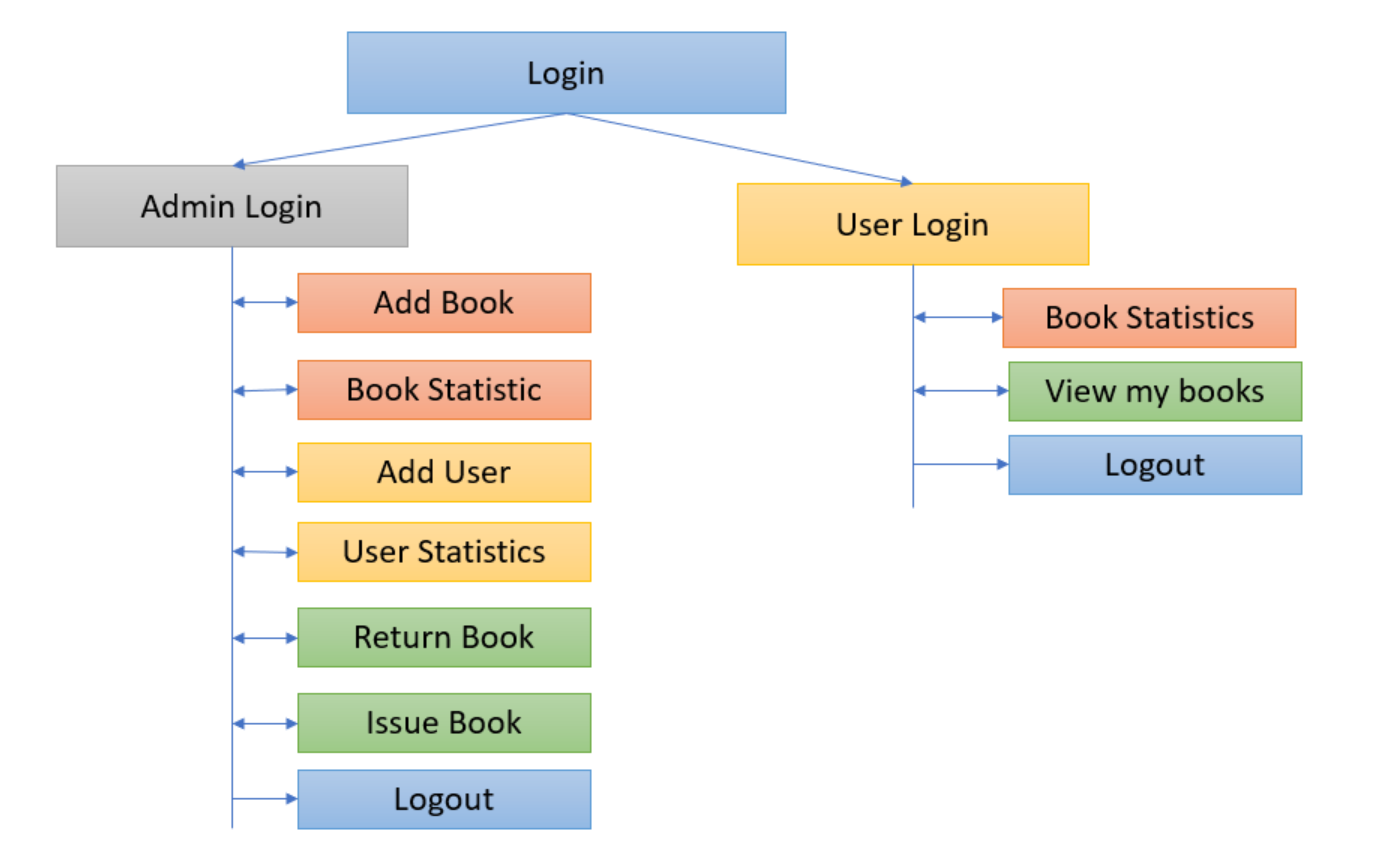 Login
Admin Login
Add Book
Book Statistic
Add User
User Statistics
Return Book
Issue Book
Logout
User Login
Book Statistics
View my books
Logout